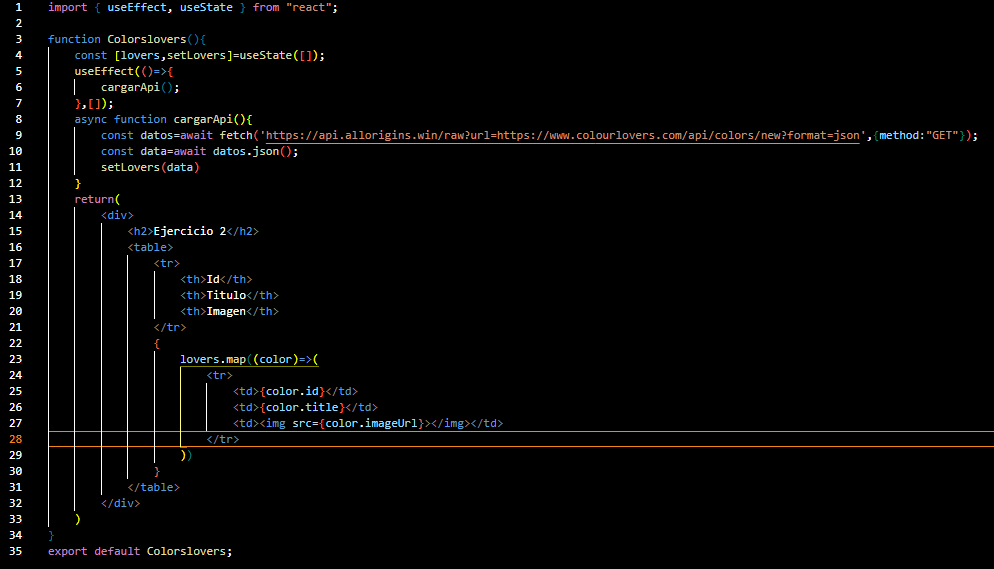 1 import { useEffect, useState } from "react";
2
3 function Colorslovers(){
4 const [lovers,setLovers]=useState([]);
5 useEffect(()=>{
6 cargarApi();
7 },[]);
8 async function cargarApi(){
9 const datos=await fetch('https://api.allorigins.win/raw?url=https://www.colourlovers.com/api/colors/new?format=json',{method:"GET"});
10 const data=await datos.json();
11 setLovers(data)
12 }
13 return(
14 <div>
15 <h2>Ejercicio 2</h2>
16 <table>
17 <tr>
18 <th>Id</th>
19 <th>Titulo</th>
20 <th>Imagen</th>
21 </tr>
22 {
23 lovers.map((color)=>(
24 <tr>
25 <td>{color.id}</td>
26 <td>{color.title}</td>
27 <td><img src={color.imageUrl}></img></td>
28 </tr>
29 ))
30 }
31 </table>
32 </div>
33 )
34 }
35 export default Colorslovers;